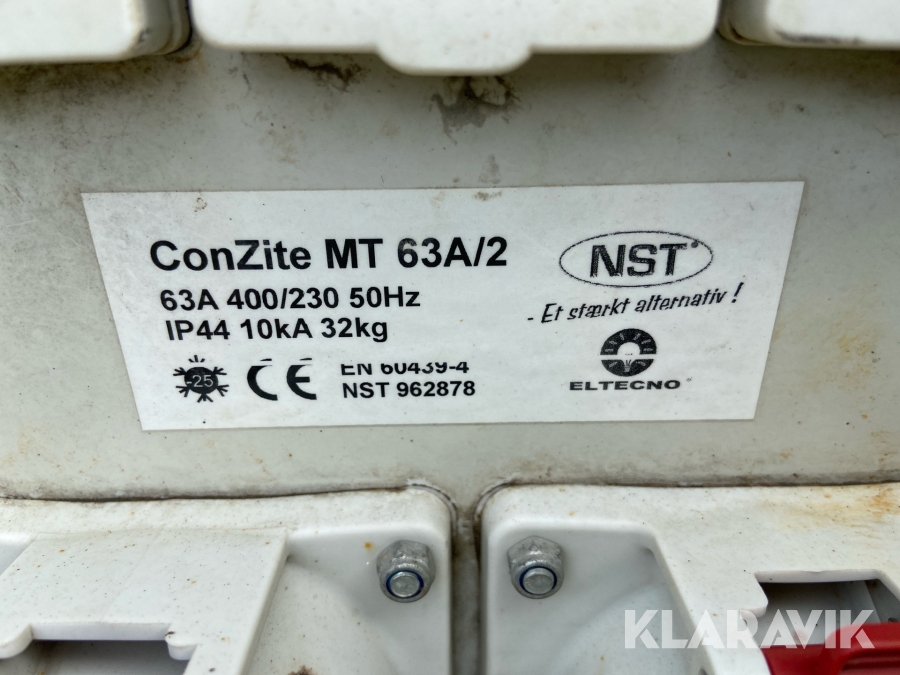 ConZite MT 63A/2
63A 400/230 50Hz
IP44 10kA 32kg
-25
CE
EN 60439-4
NST 962878
NST®
- Et stærkt alternativ!
ELTECNO®
KLARAVIK